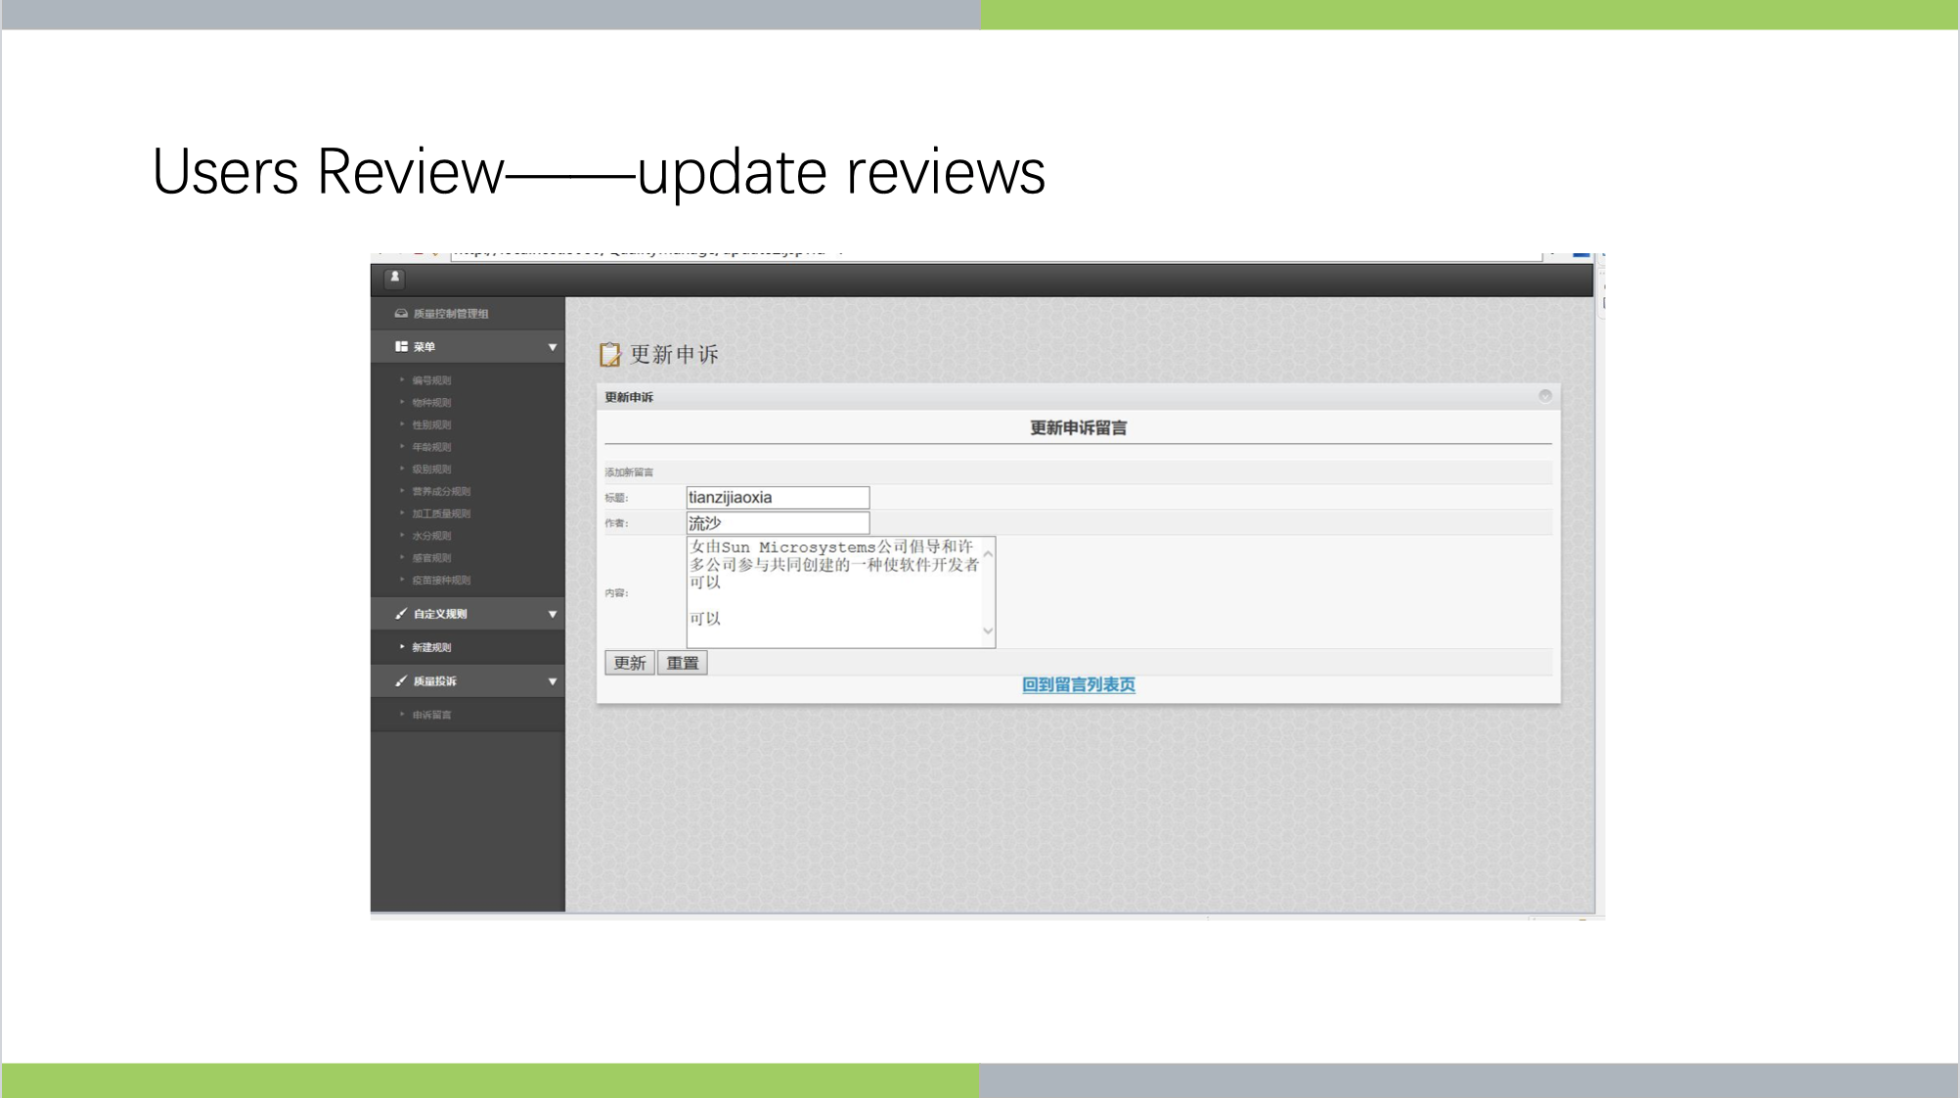 Users Review——update reviews
质量控制管理组
菜单
编号规则
物种规则
性别规则
年龄规则
级别规则
营养成分规则
加工质量规则
水分规则
感官规则
疫苗接种规则
自定义规则
新建规则
质量投诉
申诉留言
更新申诉
更新申诉
更新申诉留言
添加新留言
标题: tianzijiaoxia
作者: 流沙
内容:
女由Sun Microsystems公司倡导和许
多公司参与共同创建的一种使软件开发者
可以
可以
更新 重置
回到留言列表页